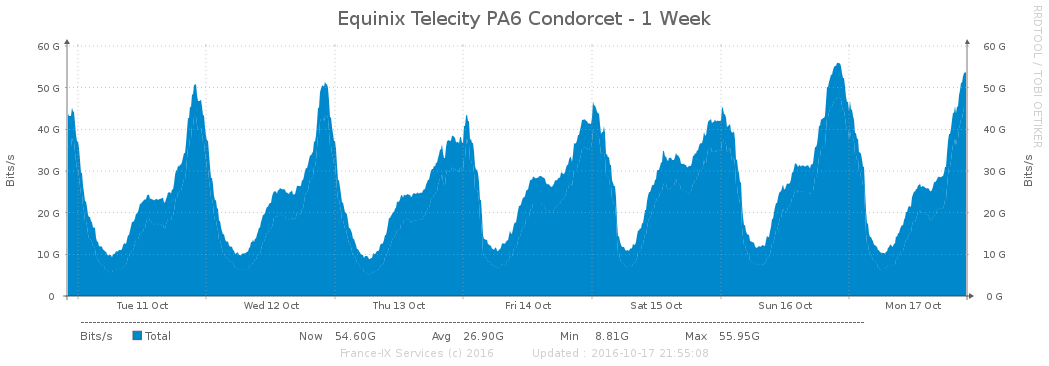 Equinix Telecity PA6 Condorcet - 1 Week
RRDTOOL / TOBI OETIKER
Bits/s
Bits/s
60 G 60 G
50 G 50 G
40 G 40 G
30 G 30 G
20 G 20 G
10 G 10 G
0 0 G
Tue 11 Oct Wed 12 Oct Thu 13 Oct Fri 14 Oct Sat 15 Oct Sun 16 Oct Mon 17 Oct
Bits/s Total Now 54.60G Avg 26.90G Min 8.81G Max 55.95G
France-IX Services (c) 2016 Updated : 2016-10-17 21:55:08